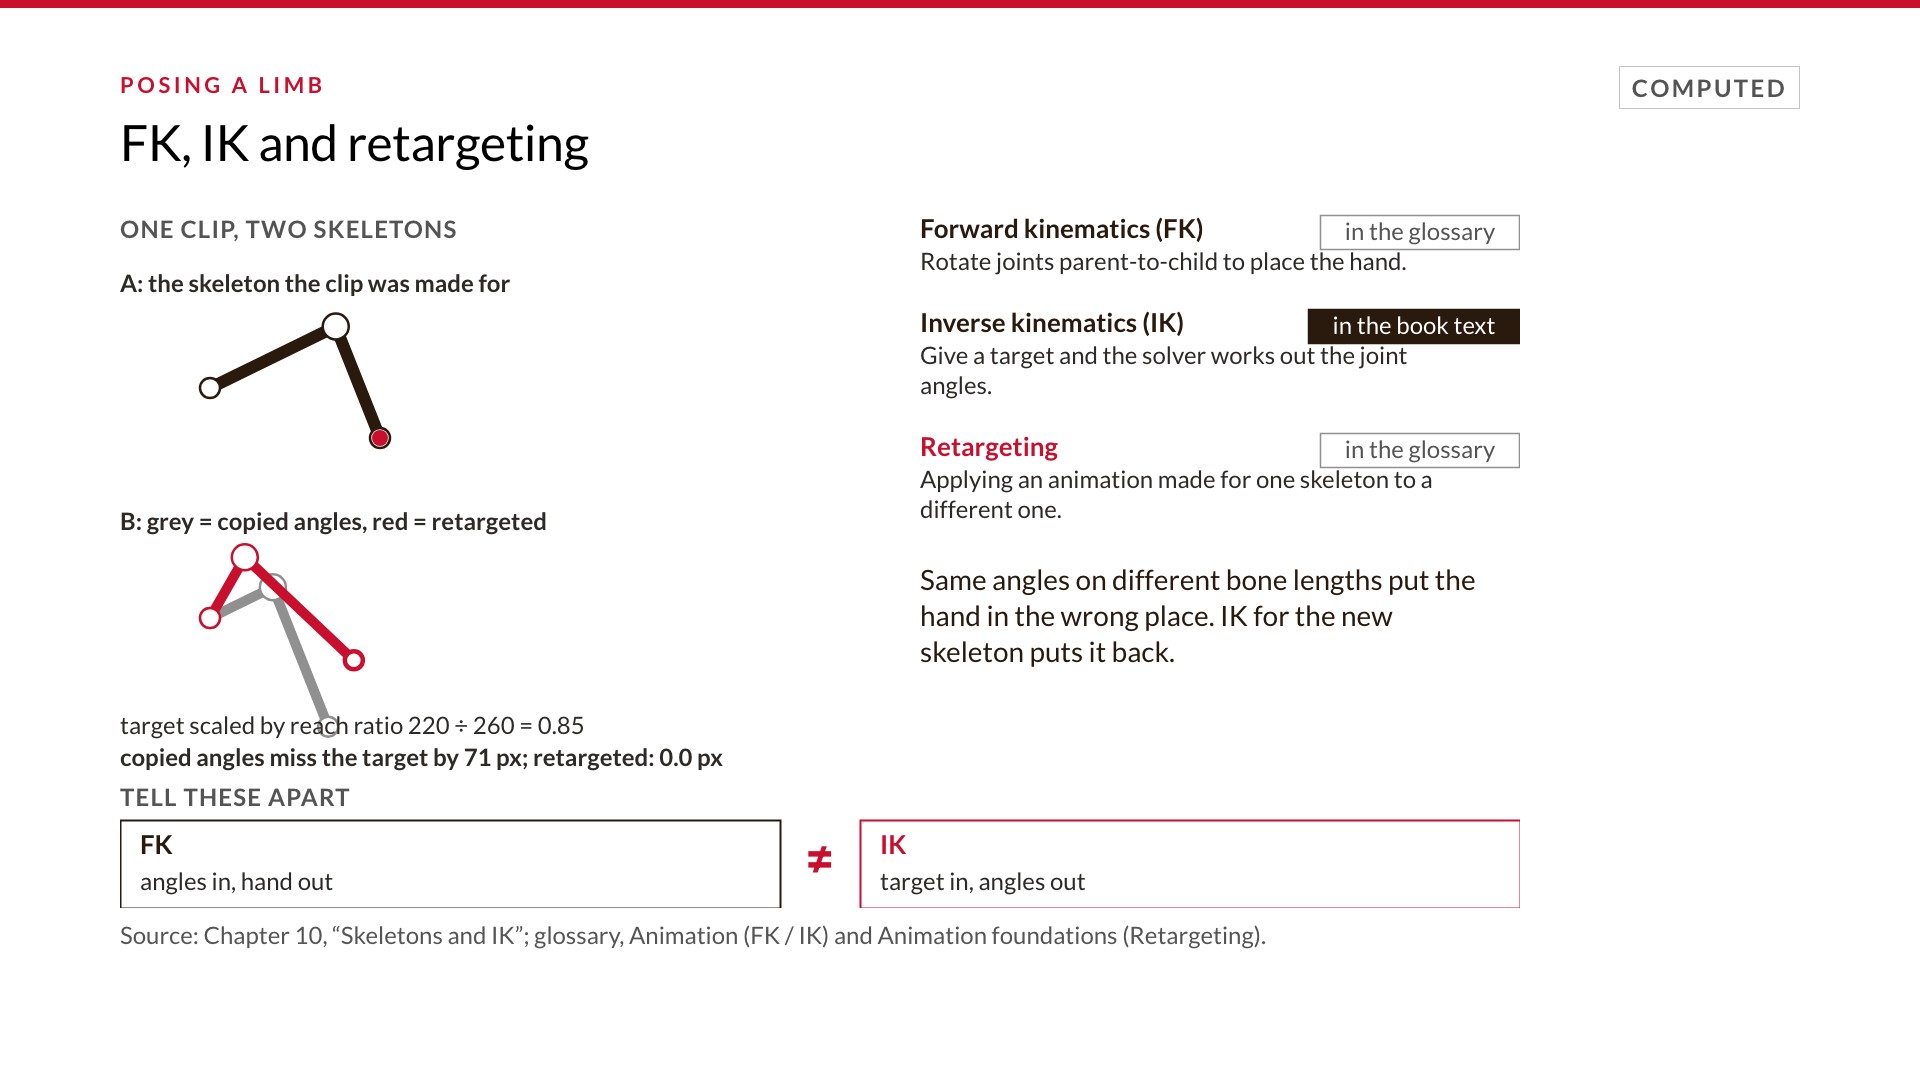 POSING A LIMB
COMPUTED
FK, IK and retargeting
ONE CLIP, TWO SKELETONS
A: the skeleton the clip was made for
B: grey = copied angles, red = retargeted
target scaled by reach ratio 220 ÷ 260 = 0.85
copied angles miss the target by 71 px; retargeted: 0.0 px
Forward kinematics (FK)
in the glossary
Rotate joints parent-to-child to place the hand.
Inverse kinematics (IK)
in the book text
Give a target and the solver works out the joint
angles.
Retargeting
in the glossary
Applying an animation made for one skeleton to a
different one.
Same angles on different bone lengths put the
hand in the wrong place. IK for the new
skeleton puts it back.
TELL THESE APART
FK
angles in, hand out
≠
IK
target in, angles out
Source: Chapter 10, “Skeletons and IK”; glossary, Animation (FK / IK) and Animation foundations (Retargeting).